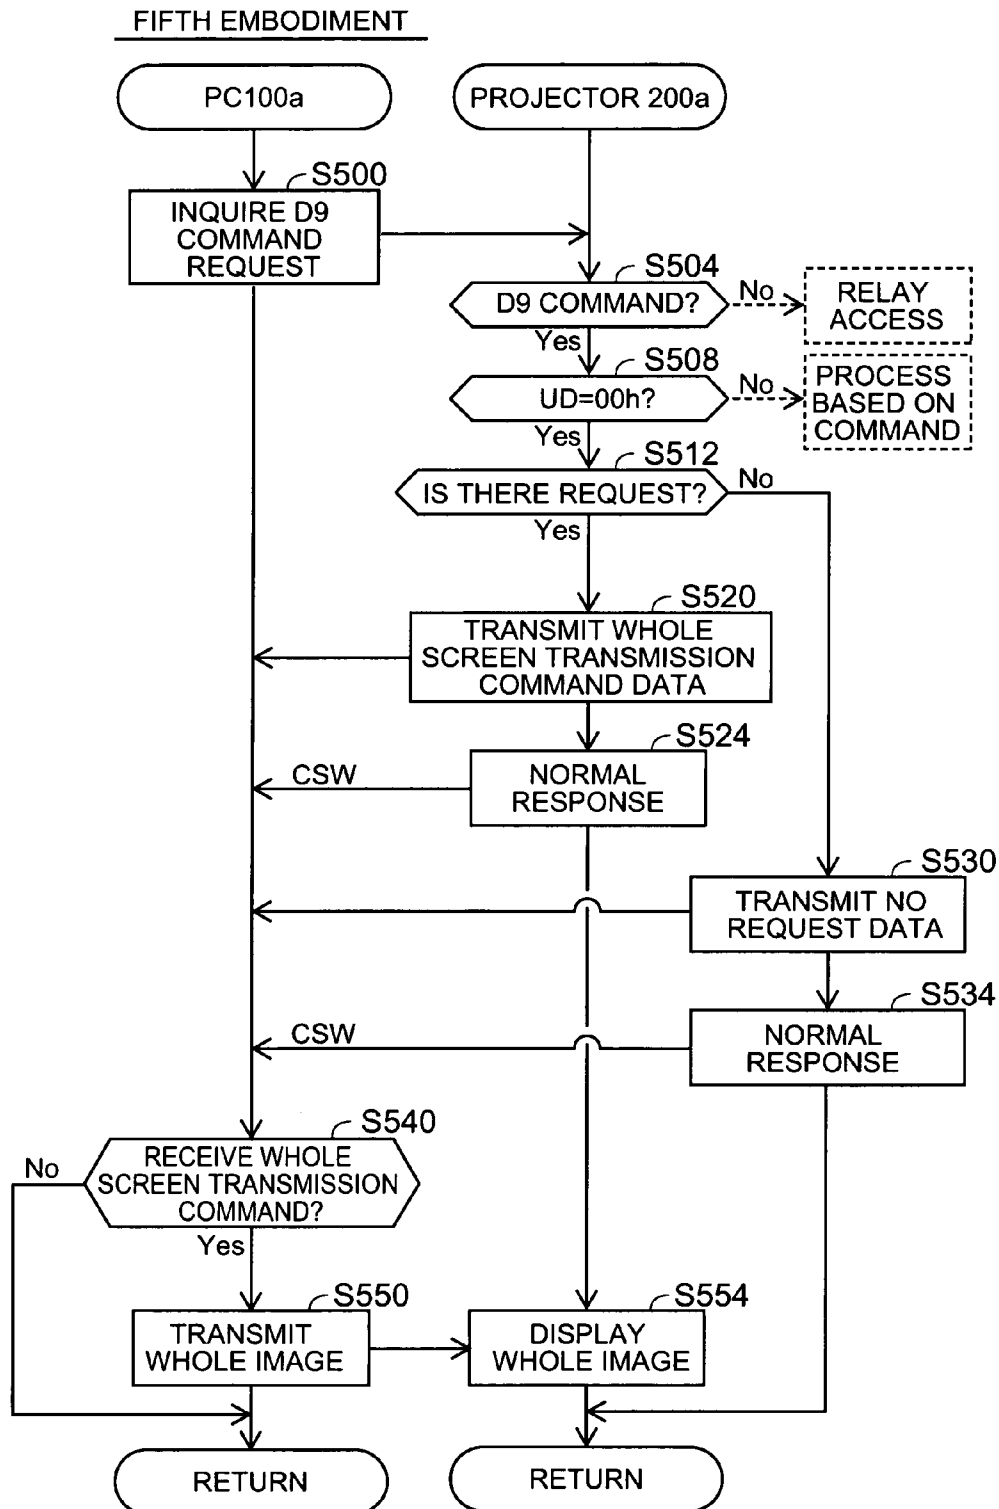 FIFTH EMBODIMENT
PC100a
PROJECTOR 200a
S500
INQUIRE D9
COMMAND
REQUEST
S504
D9 COMMAND?
No
RELAY
ACCESS
Yes
S508
UD=00h?
No
PROCESS
BASED ON
COMMAND
Yes
S512
IS THERE REQUEST?
No
Yes
S520
TRANSMIT WHOLE
SCREEN TRANSMISSION
COMMAND DATA
S524
CSW
NORMAL
RESPONSE
S530
TRANSMIT NO
REQUEST DATA
S534
CSW
NORMAL
RESPONSE
S540
No
RECEIVE WHOLE
SCREEN TRANSMISSION
COMMAND?
Yes
S550
TRANSMIT
WHOLE IMAGE
S554
DISPLAY
WHOLE IMAGE
RETURN
RETURN